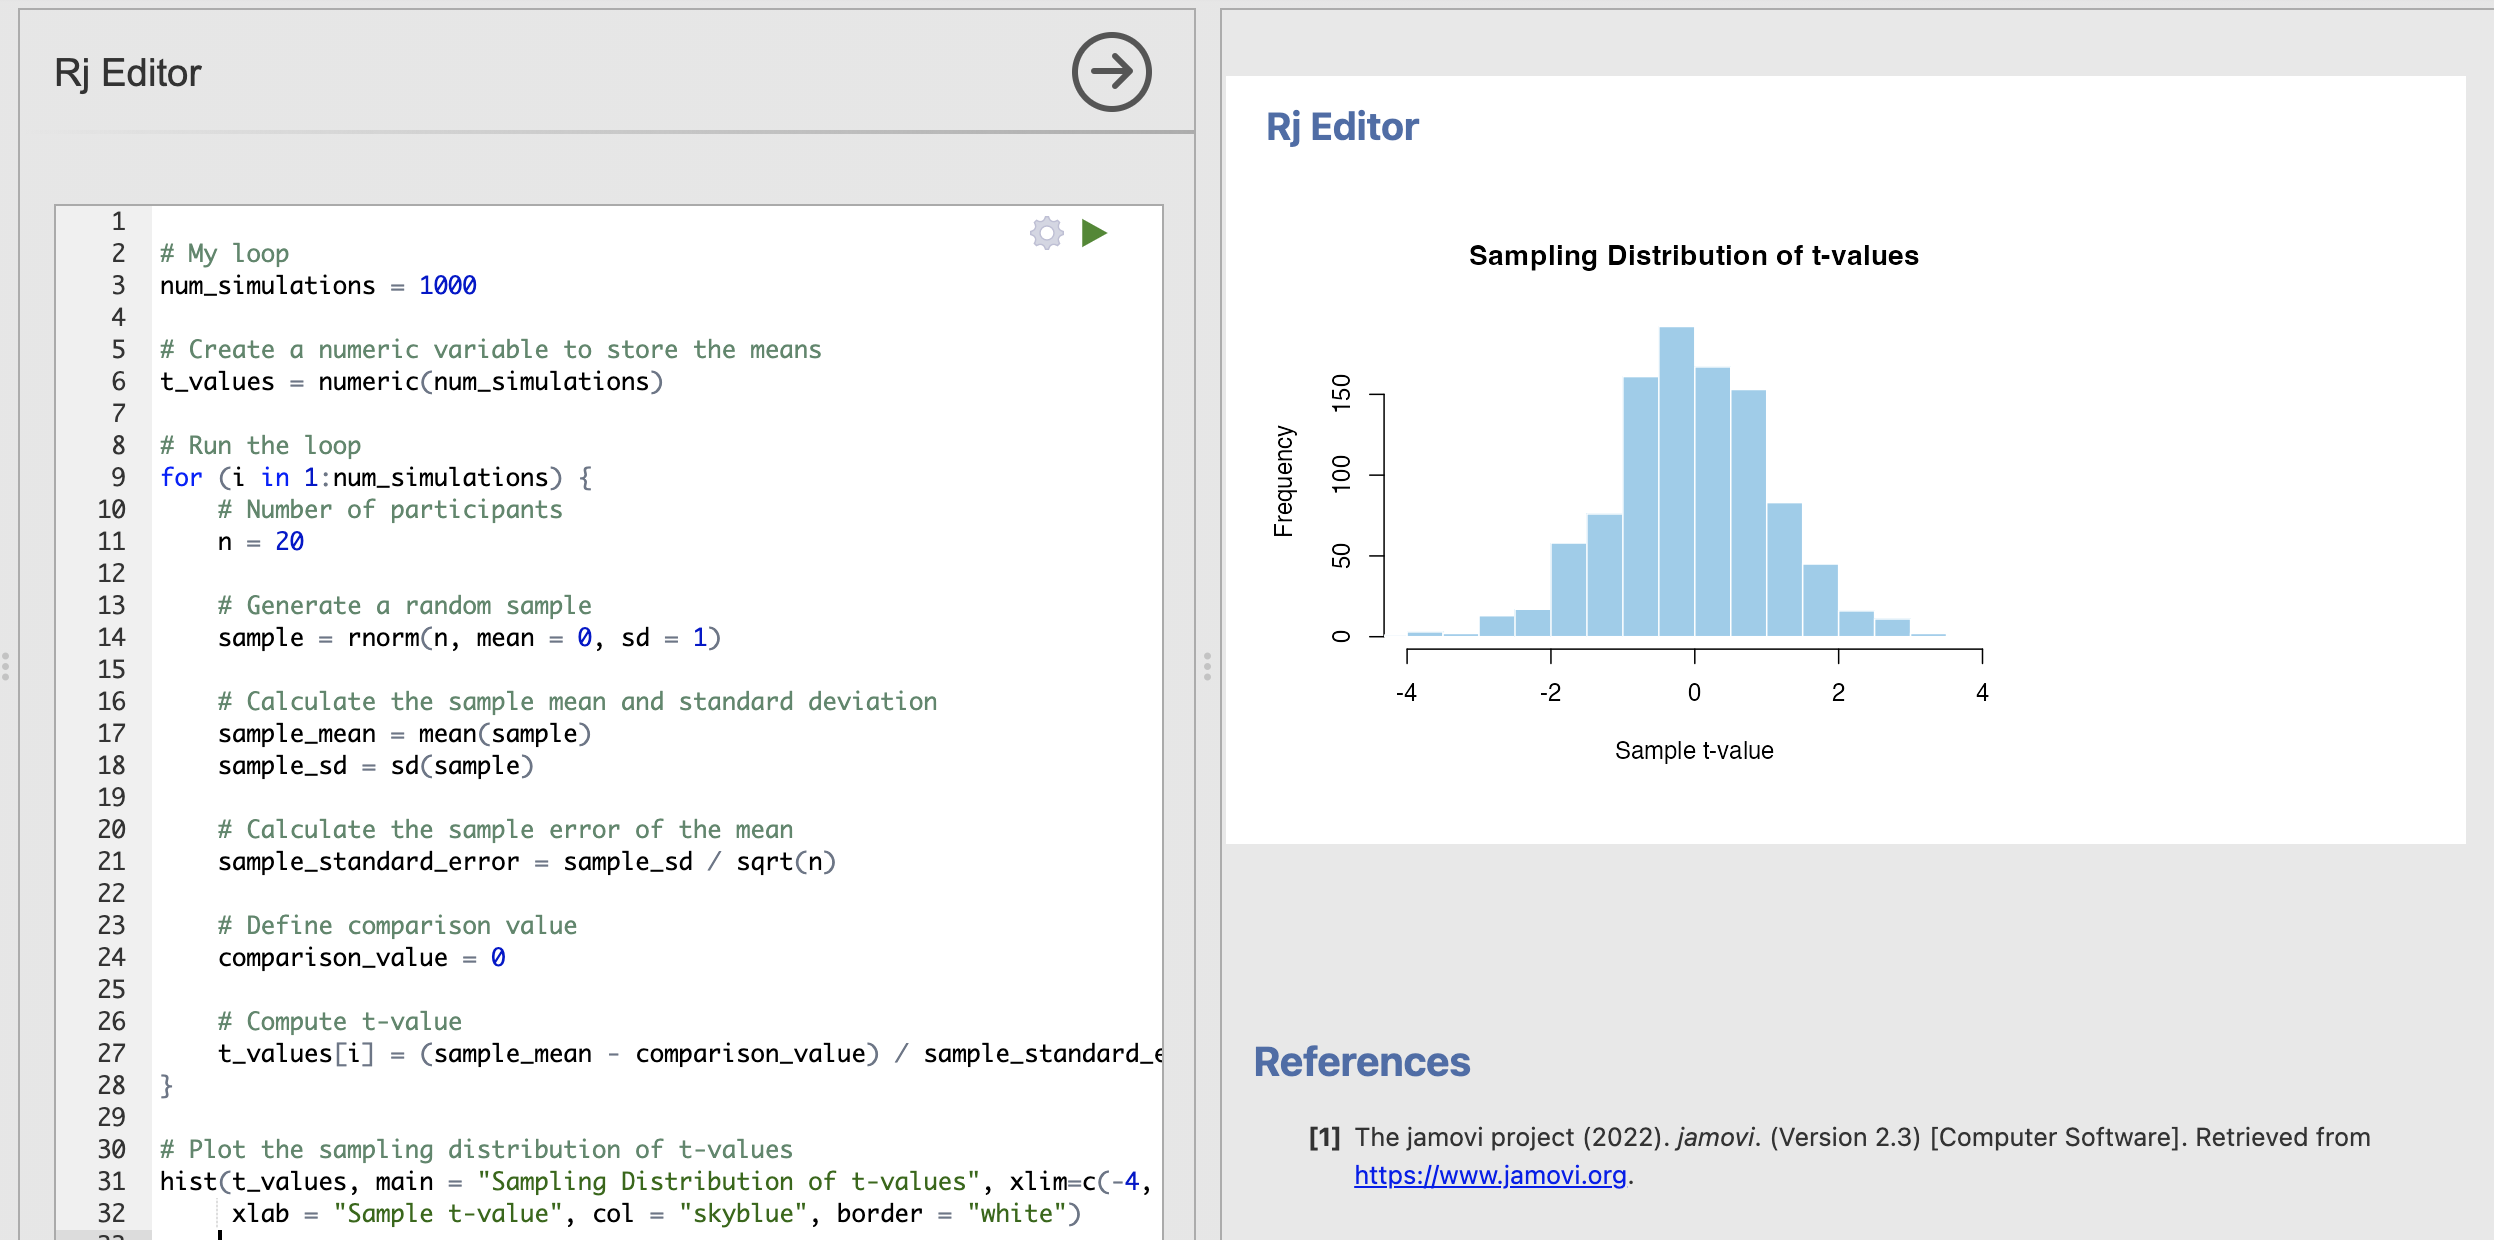 Rj Editor
1
2 # My loop
3 num_simulations = 1000
4
5 # Create a numeric variable to store the means
6 t_values = numeric(num_simulations)
7
8 # Run the loop
9 for (i in 1:num_simulations) {
10 # Number of participants
11 n = 20
12
13 # Generate a random sample
14 sample = rnorm(n, mean = 0, sd = 1)
15
16 # Calculate the sample mean and standard deviation
17 sample_mean = mean(sample)
18 sample_sd = sd(sample)
19
20 # Calculate the sample error of the mean
21 sample_standard_error = sample_sd / sqrt(n)
22
23 # Define comparison value
24 comparison_value = 0
25
26 # Compute t-value
27 t_values[i] = (sample_mean - comparison_value) / sample_standard_e
28 }
29
30 # Plot the sampling distribution of t-values
31 hist(t_values, main = "Sampling Distribution of t-values", xlim=c(-4,
32 xlab = "Sample t-value", col = "skyblue", border = "white")
Rj Editor
Sampling Distribution of t-values
Frequency
150
100
50
0
-4 -2 0 2 4
Sample t-value
References
[1] The jamovi project (2022). jamovi. (Version 2.3) [Computer Software]. Retrieved from
https://www.jamovi.org.